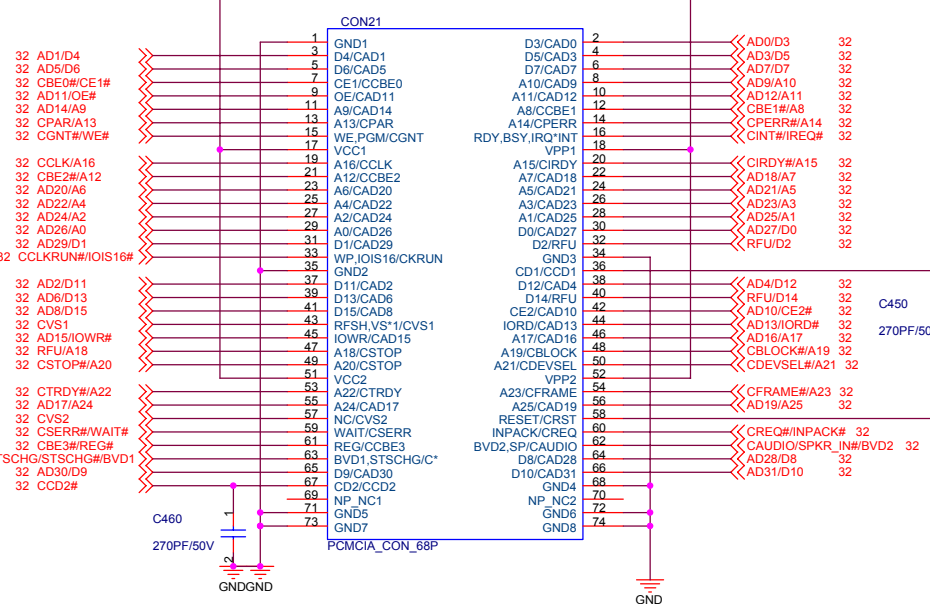 CON21
1 GND1 D3/CAD0 2 AD0/D3 32
32 AD1/D4 3 D4/CAD1 D5/CAD3 4 AD3/D5 32
32 AD5/D6 5 D6/CAD5 D7/CAD7 6 AD7/D7 32
32 CBE0#/CE1# 7 CE1/CCBE0 A10/CAD9 8 AD9/A10 32
32 AD11/OE# 9 OE/CAD11 A11/CAD12 10 AD12/A11 32
32 AD14/A9 11 A9/CAD14 A8/CCBE1 12 CBE1#/A8 32
32 CPAR/A13 13 A13/CPAR A14/CPERR 14 CPERR#/A14 32
32 CGNT#/WE# 15 WE,PGM/CGNT RDY,BSY,IRQ*INT 16 CINT#/IREQ# 32
17 VCC1 VPP1 18
32 CCLK/A16 19 A16/CCLK A15/CIRDY 20 CIRDY#/A15 32
32 CBE2#/A12 21 A12/CCBE2 A7/CAD18 22 AD18/A7 32
32 AD20/A6 23 A6/CAD20 A5/CAD21 24 AD21/A5 32
32 AD22/A4 25 A4/CAD22 A3/CAD23 26 AD23/A3 32
32 AD24/A2 27 A2/CAD24 A1/CAD25 28 AD25/A1 32
32 AD26/A0 29 A0/CAD26 D0/CAD27 30 AD27/D0 32
32 AD29/D1 31 D1/CAD29 D2/RFU 32 RFU/D2 32
32 CCLKRUN#/IOIS16# 33 WP,IOIS16/CKRUN GND3 34
35 GND2 CD1/CCD1 36
32 AD2/D11 37 D11/CAD2 D12/CAD4 38 AD4/D12 32
32 AD6/D13 39 D13/CAD6 D14/RFU 40 RFU/D14 32
32 AD8/D15 41 D15/CAD8 CE2/CAD10 42 AD10/CE2# 32 C450
32 CVS1 43 RFSH,VS*1/CVS1 IORD/CAD13 44 AD13/IORD# 32
32 AD15/IOWR# 45 IOWR/CAD15 A17/CAD16 46 AD16/A17 32 270PF/50
32 RFU/A18 47 A18/CSTOP A19/CBLOCK 48 CBLOCK#/A19 32
32 CSTOP#/A20 49 A20/CSTOP A21/CDEVSEL 50 CDEVSEL#/A21 32
51 VCC2 VPP2 52
32 CTRDY#/A22 53 A22/CTRDY A23/CFRAME 54 CFRAME#/A23 32
32 AD17/A24 55 A24/CAD17 A25/CAD19 56 AD19/A25 32
32 CVS2 57 NC/CVS2 RESET/CRST 58
32 CSERR#/WAIT# 59 WAIT/CSERR INPACK/CREQ 60 CREQ#/INPACK# 32
32 CBE3#/REG# 61 REG/CCBE3 BVD2,SP/CAUDIO 62 CAUDIO/SPKR_IN#/BVD2 32
TSCHG/STSCHG#/BVD1 63 BVD1,STSCHG/C* D8/CAD28 64 AD28/D8 32
32 AD30/D9 65 D9/CAD30 D10/CAD31 66 AD31/D10 32
32 CCD2# 67 CD2/CCD2 GND4 68
69 NP_NC1 NP_NC2 70
71 GND5 GND6 72
73 GND7 GND8 74
C460 1
270PF/50V
PCMCIA_CON_68P
2
GND GND
GND